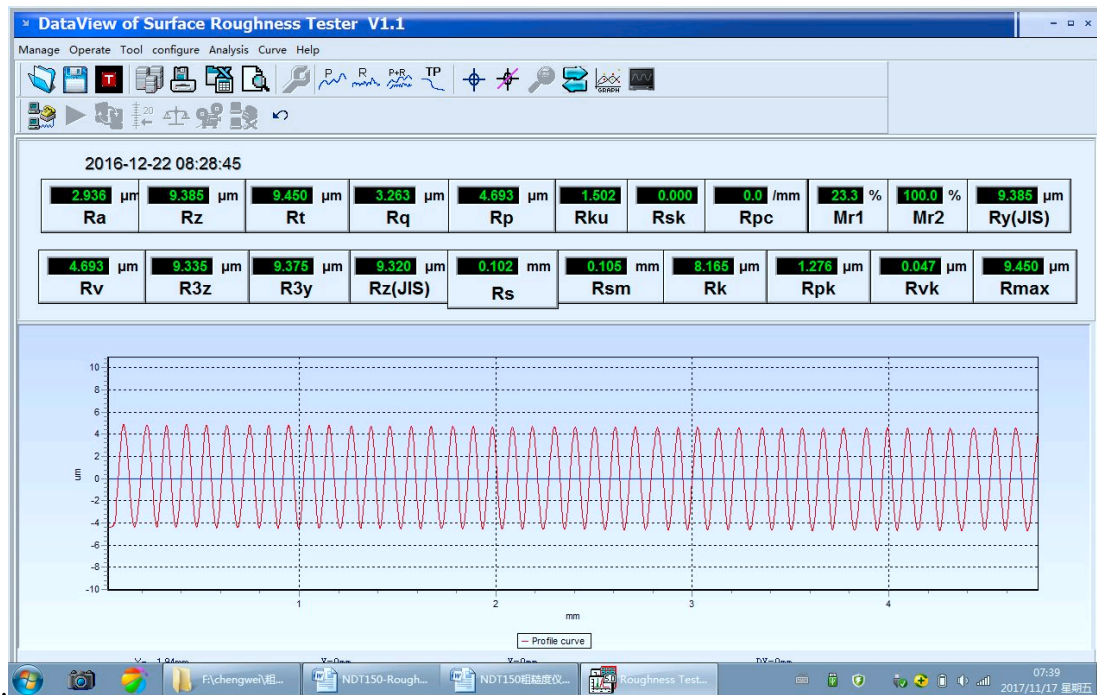 DataView of Surface Roughness Tester V1.1
Manage Operate Tool configure Analysis Curve Help
P R P+R TP
GRAPH
20
2016-12-22 08:28:45
2.936 μm 9.385 μm 9.450 μm 3.263 μm 4.693 μm 1.502 0.000 0.0 /mm 23.3 % 100.0 % 9.385 μm
Ra Rz Rt Rq Rp Rku Rsk Rpc Mr1 Mr2 Ry(JIS)
4.693 μm 9.335 μm 9.375 μm 9.320 μm 0.102 mm 0.105 mm 8.165 μm 1.276 μm 0.047 μm 9.450 μm
Rv R3z R3y Rz(JIS) Rs Rsm Rk Rpk Rvk Rmax
10
8
6
4
2
0
-2
-4
-6
-8
-10
um
1 2 3 4
mm
Profile curve
F:\chengwei\粗... NDT150-Rough... NDT150粗糙度仪... Roughness Test...
07:39
2017/11/17 星期五